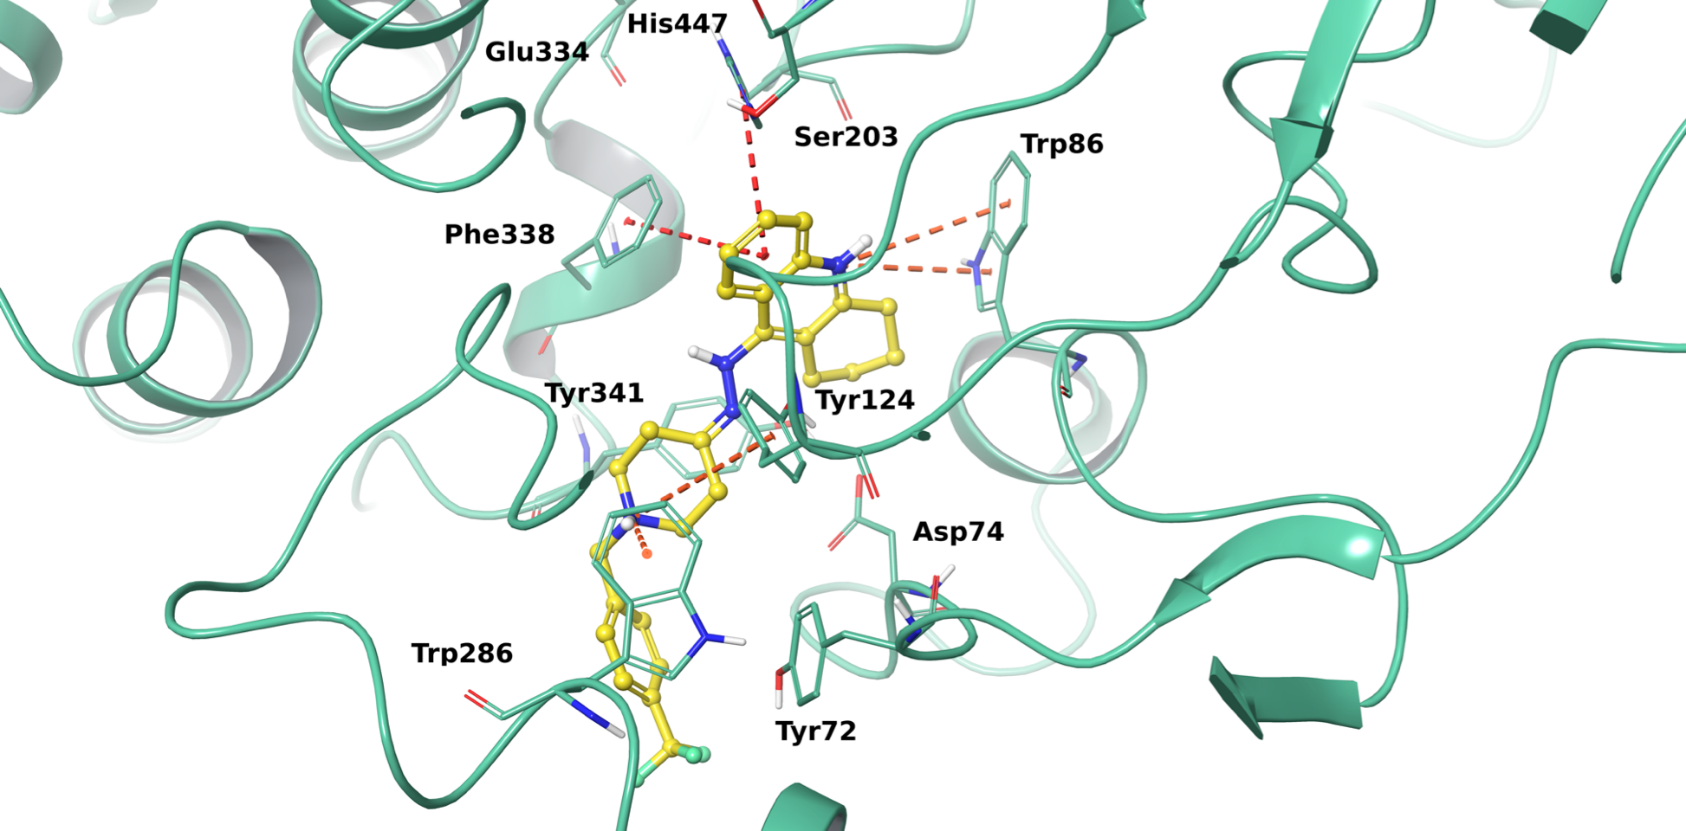 His447
Glu334
Ser203
Trp86
Phe338
Tyr341
Tyr124
Asp74
Trp286
Tyr72